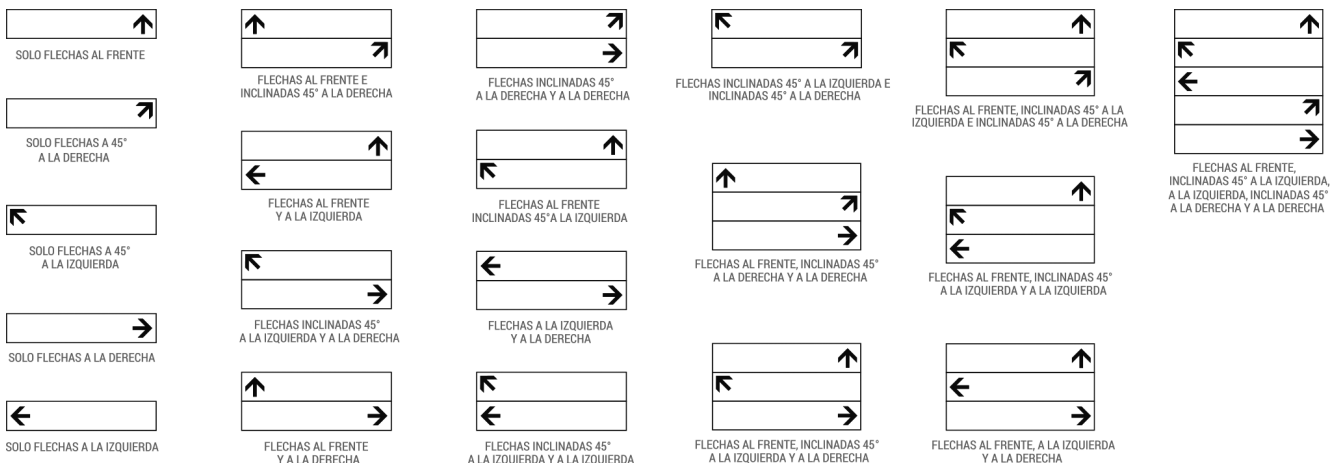 SOLO FLECHAS AL FRENTE
SOLO FLECHAS A 45°
A LA DERECHA
SOLO FLECHAS A 45°
A LA IZQUIERDA
SOLO FLECHAS A LA DERECHA
SOLO FLECHAS A LA IZQUIERDA
FLECHAS AL FRENTE E
INCLINADAS 45° A LA DERECHA
FLECHAS AL FRENTE
Y A LA IZQUIERDA
FLECHAS INCLINADAS 45°
A LA IZQUIERDA Y A LA DERECHA
FLECHAS AL FRENTE
Y A LA DERECHA
FLECHAS INCLINADAS 45°
A LA DERECHA Y A LA DERECHA
FLECHAS AL FRENTE
INCLINADAS 45°A LA IZQUIERDA
FLECHAS A LA IZQUIERDA
Y A LA DERECHA
FLECHAS INCLINADAS 45°
A LA IZQUIERDA Y A LA IZQUIERDA
FLECHAS INCLINADAS 45° A LA IZQUIERDA E
INCLINADAS 45° A LA DERECHA
FLECHAS AL FRENTE, INCLINADAS 45°
A LA DERECHA Y A LA DERECHA
FLECHAS AL FRENTE, INCLINADAS 45°
A LA IZQUIERDA Y A LA DERECHA
FLECHAS AL FRENTE, INCLINADAS 45° A LA
IZQUIERDA E INCLINADAS 45° A LA DERECHA
FLECHAS AL FRENTE, INCLINADAS 45°
A LA IZQUIERDA Y A LA IZQUIERDA
FLECHAS AL FRENTE, A LA IZQUIERDA
Y A LA DERECHA
FLECHAS AL FRENTE,
INCLINADAS 45° A LA IZQUIERDA,
A LA IZQUIERDA, INCLINADAS 45°
A LA DERECHA Y A LA DERECHA